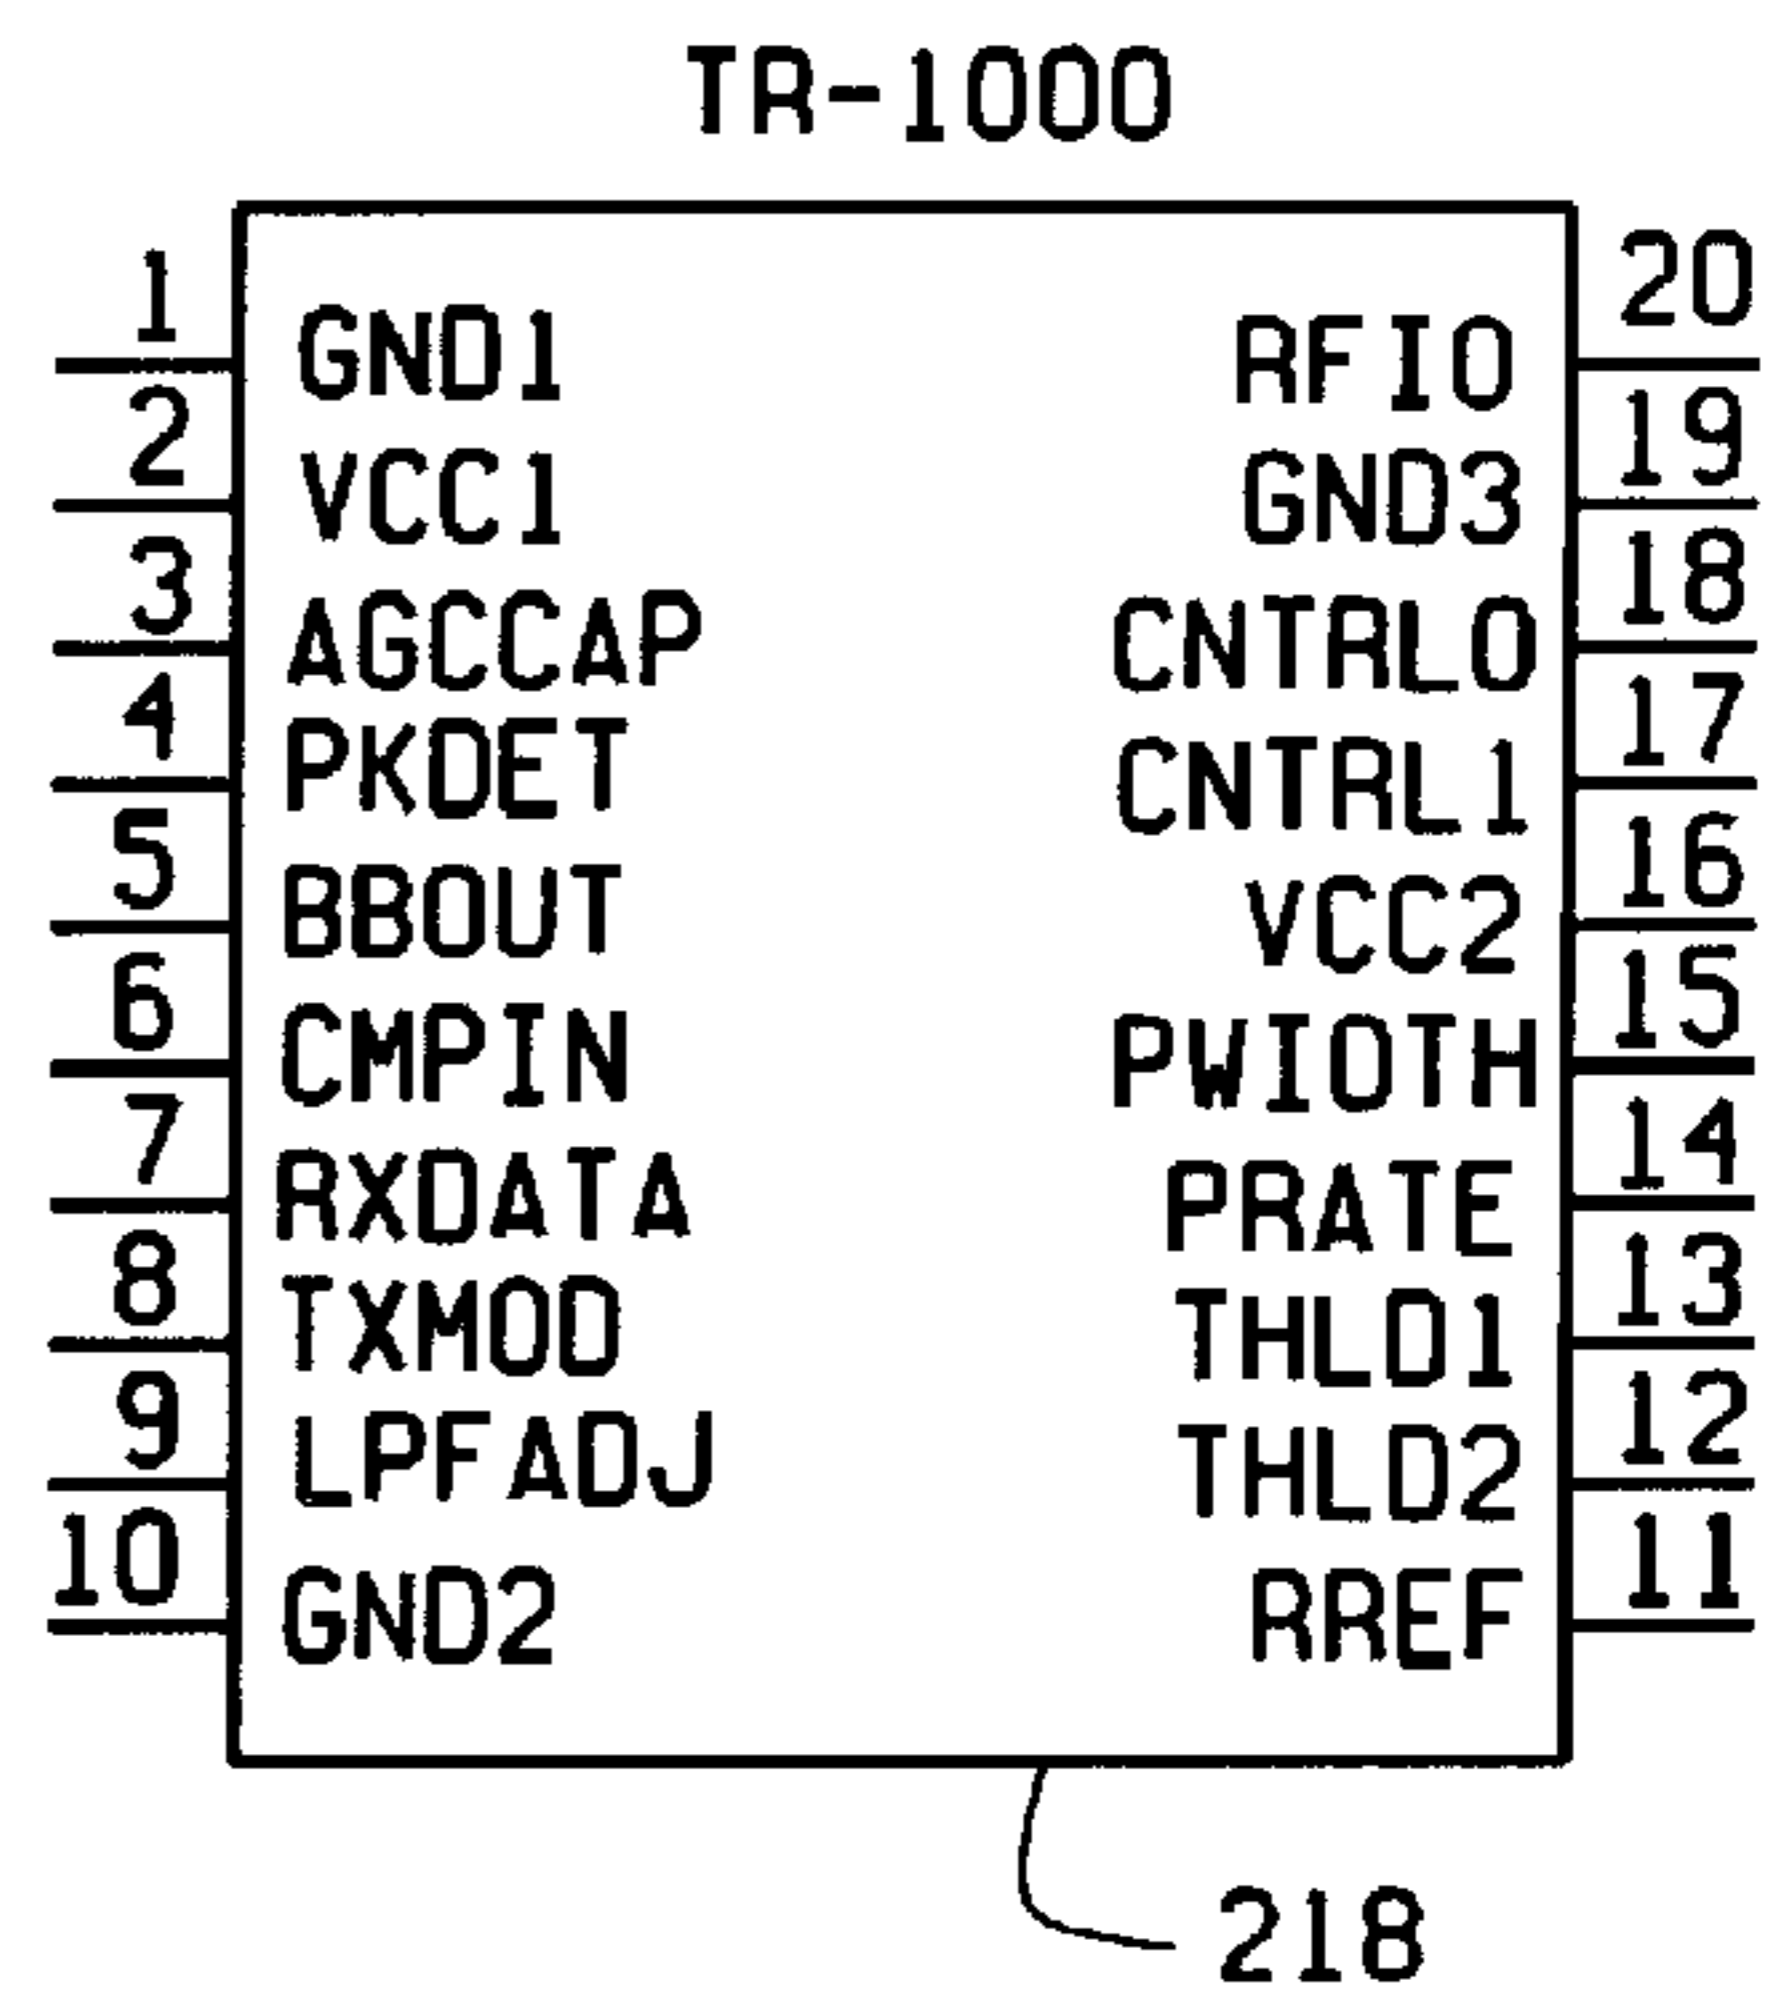 TR-1000
1 GND1 RFIO 20
2 VCC1 GND3 19
3 AGCCAP CNTRL0 18
4 PKDET CNTRL1 17
5 BBOUT VCC2 16
6 CMPIN PWIOTH 15
7 RXDATA PRATE 14
8 TXMOD THLD1 13
9 LPFADJ THLD2 12
10 GND2 RREF 11
218